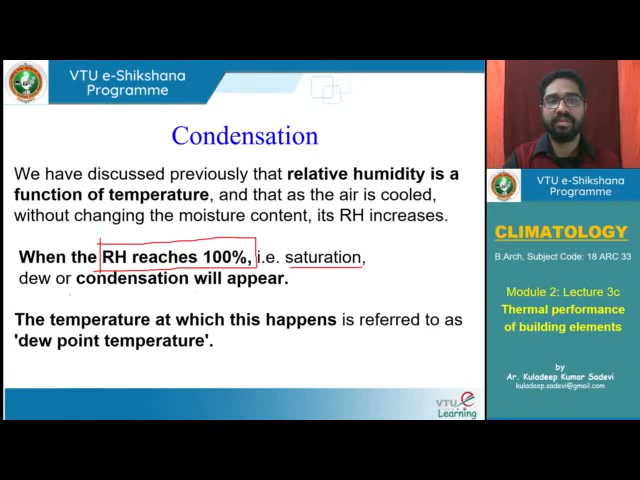 VTU e-Shikshana
Programme
Condensation
We have discussed previously that relative humidity is a
function of temperature, and that as the air is cooled,
without changing the moisture content, its RH increases.
When the RH reaches 100%, i.e. saturation,
dew or condensation will appear.
The temperature at which this happens is referred to as
'dew point temperature'.
VTU e
Learning
VTU e-Shikshana
Programme
CLIMATOLOGY
B.Arch, Subject Code: 18 ARC 33
Module 2; Lecture 3c
Thermal performance
of building elements
by
Ar. Kuladeep Kumar Sadevi
kuladeep.sadevi@gmail.com